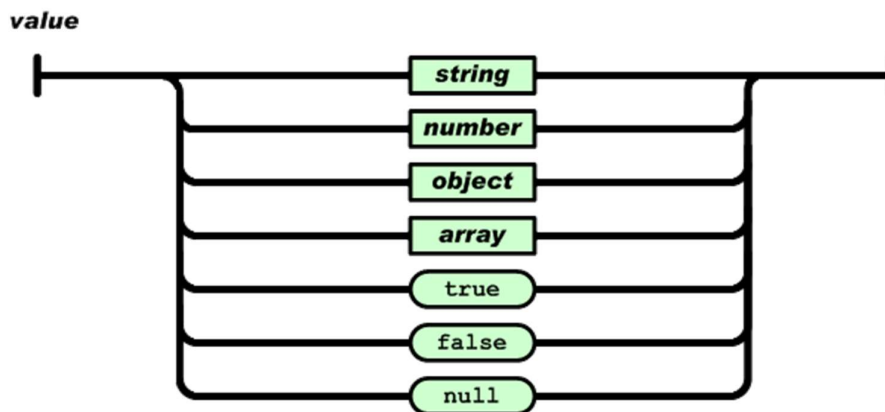 value
string
number
object
array
true
false
null